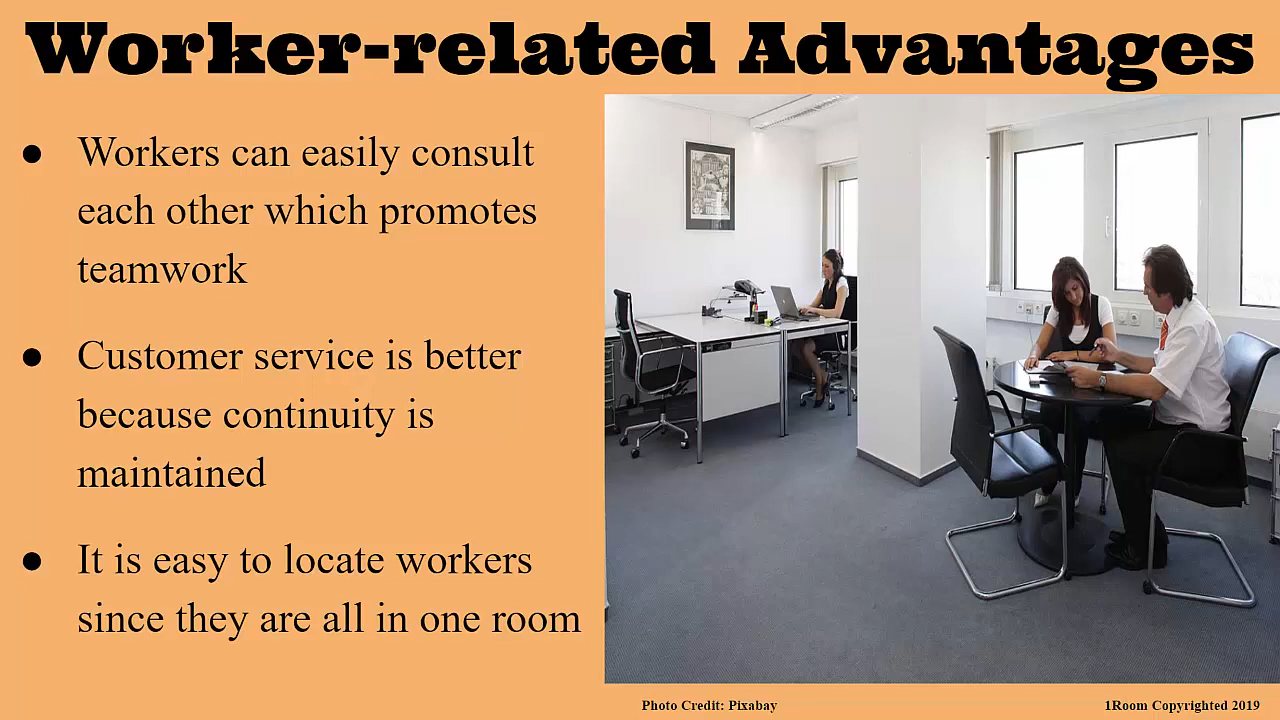 Worker-related Advantages
● Workers can easily consult
each other which promotes
teamwork
● Customer service is better
because continuity is
maintained
● It is easy to locate workers
since they are all in one room
Photo Credit: Pixabay
1Room Copyrighted 2019